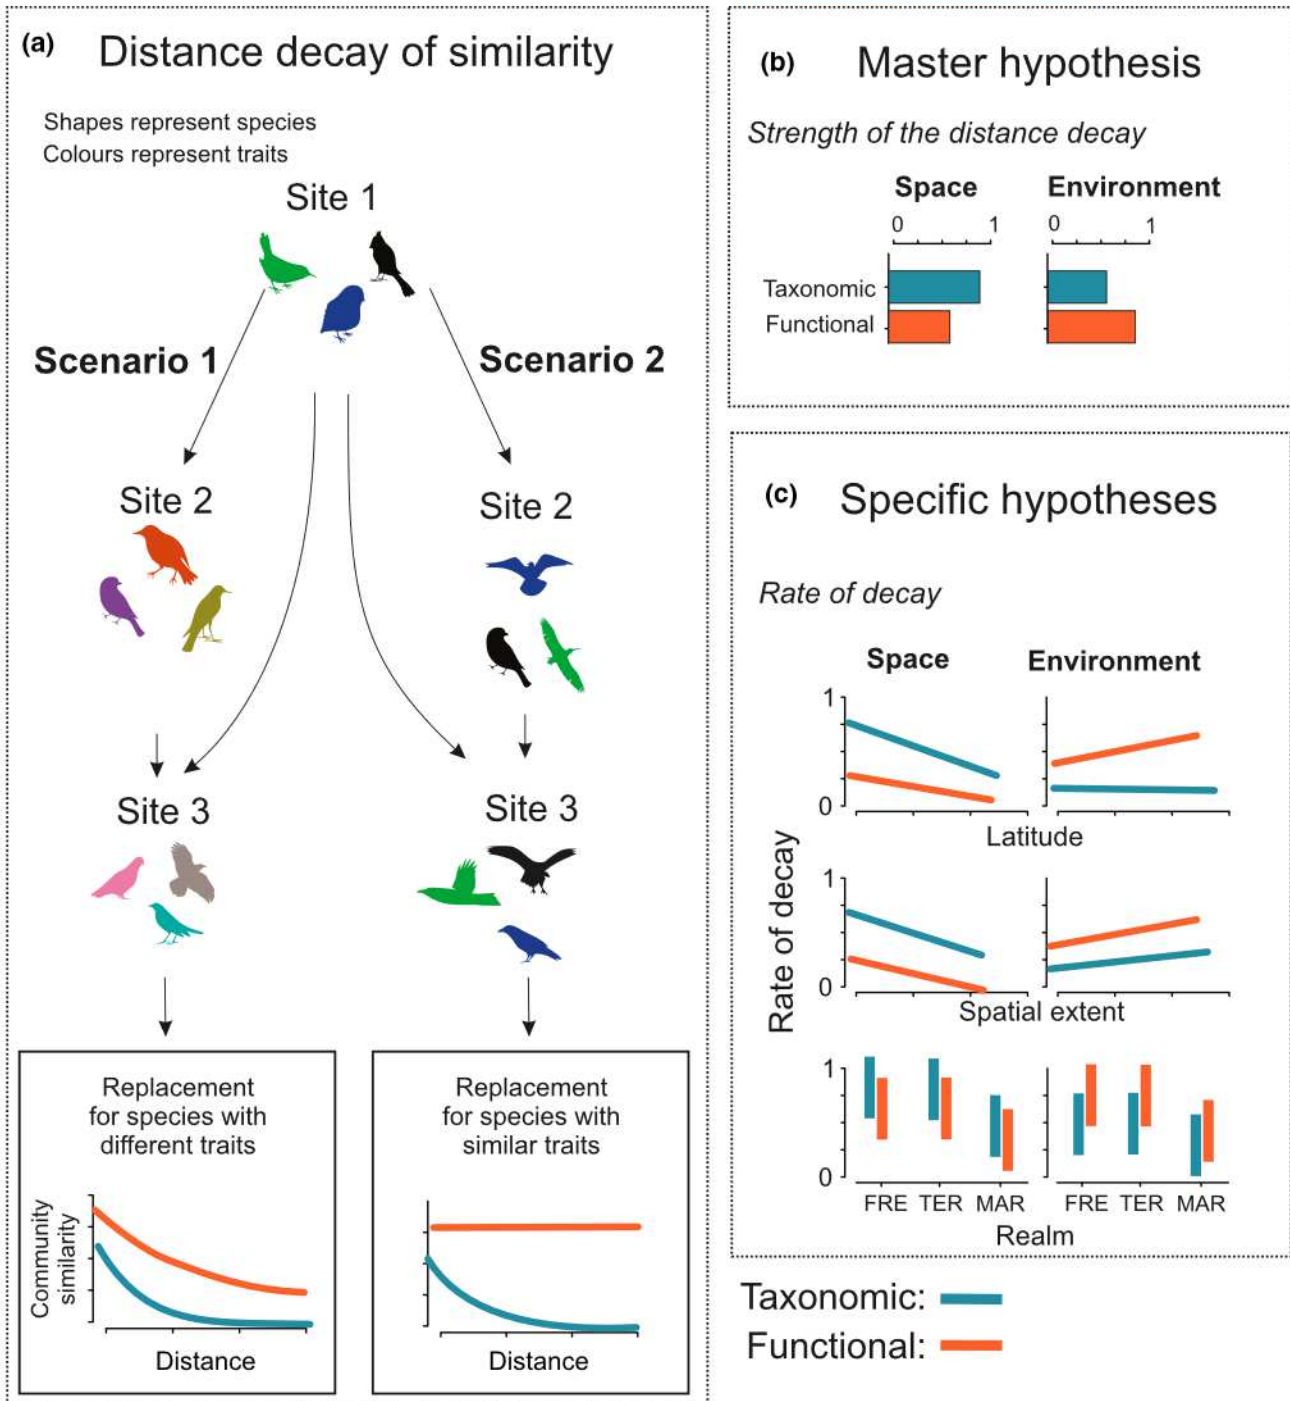 (a) Distance decay of similarity
Shapes represent species
Colours represent traits
Site 1
Scenario 1
Scenario 2
Site 2
Site 2
Site 3
Site 3
Replacement
for species with
different traits
Community
similarity
Distance
Replacement
for species with
similar traits
Distance
(b) Master hypothesis
Strength of the distance decay
Space Environment
0 1 0 1
Taxonomic
Functional
(c) Specific hypotheses
Rate of decay
Space Environment
Rate of decay
1
0
Latitude
1
0
Spatial extent
1
0
FRE TER MAR FRE TER MAR
Realm
Taxonomic:
Functional: